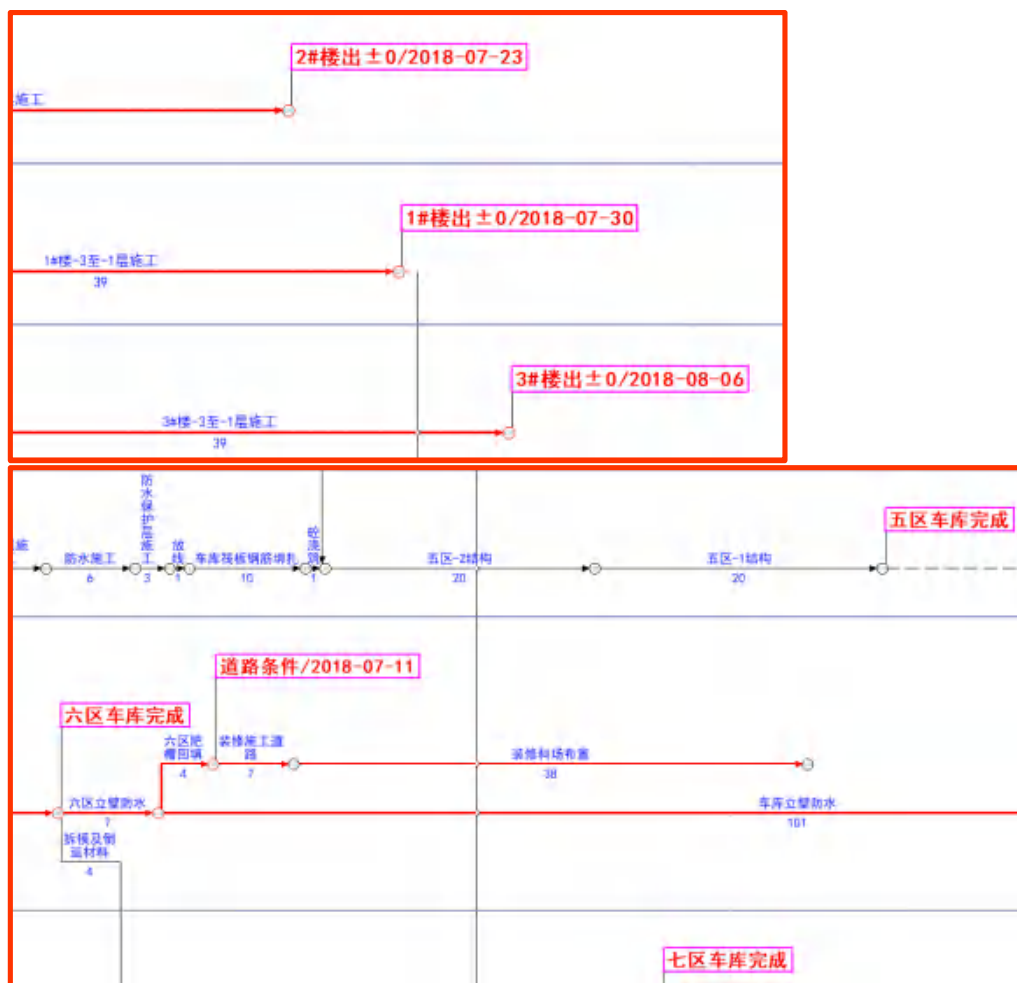 2#楼出±0/2018-07-23
施工
1#楼出±0/2018-07-30
1#楼-3至-1层施工
39
3#楼出±0/2018-08-06
3#楼-3至-1层施工
39
防水保护层施工
五区车库完成
施
防水施工
放线
车库筏板钢筋绑扎
砼浇筑
五区-2结构
五区-1结构
6
3
1
10
1
20
20
道路条件/2018-07-11
六区车库完成
六区肥槽回填
装修施工道路
装修料场布置
4
7
38
六区立壁防水
车库立壁防水
7
101
拆模及倒运材料
4
七区车库完成